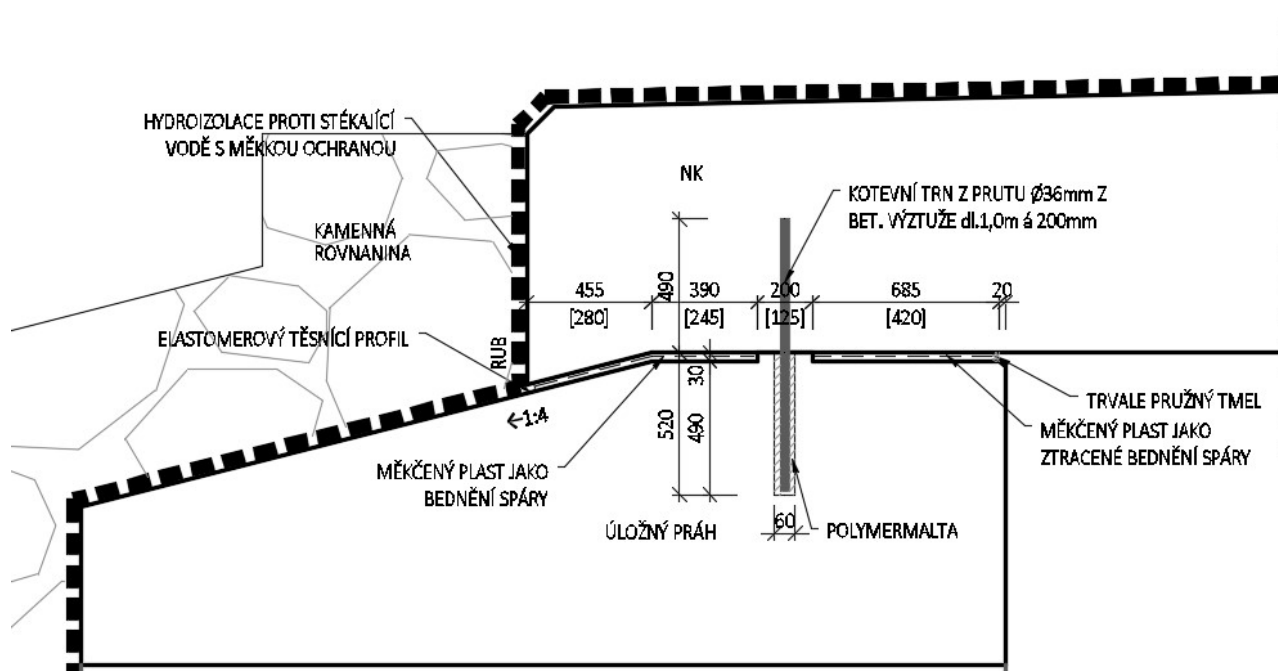 HYDROIZOLACE PROTI STÉKAJÍCÍ
VODĚ S MĚKKOU OCHRANOU
NK
KOTEVNÍ TRN Z PRUTU Ø36mm Z
BET. VÝZTUŽE dl.1,0m á 200mm
KAMENNÁ
ROVNANINA
490
455
390
200
685
20
[280]
[245]
[125]
[420]
ELASTOMEROVÝ TĚSNÍCÍ PROFIL
RUB
30
520
490
←1:4
TRVALE PRUŽNÝ TMEL
MĚKČENÝ PLAST JAKO
ZTRACENÉ BEDNĚNÍ SPÁRY
MĚKČENÝ PLAST JAKO
BEDNĚNÍ SPÁRY
ÚLOŽNÝ PRÁH
60
POLYMERMALTA